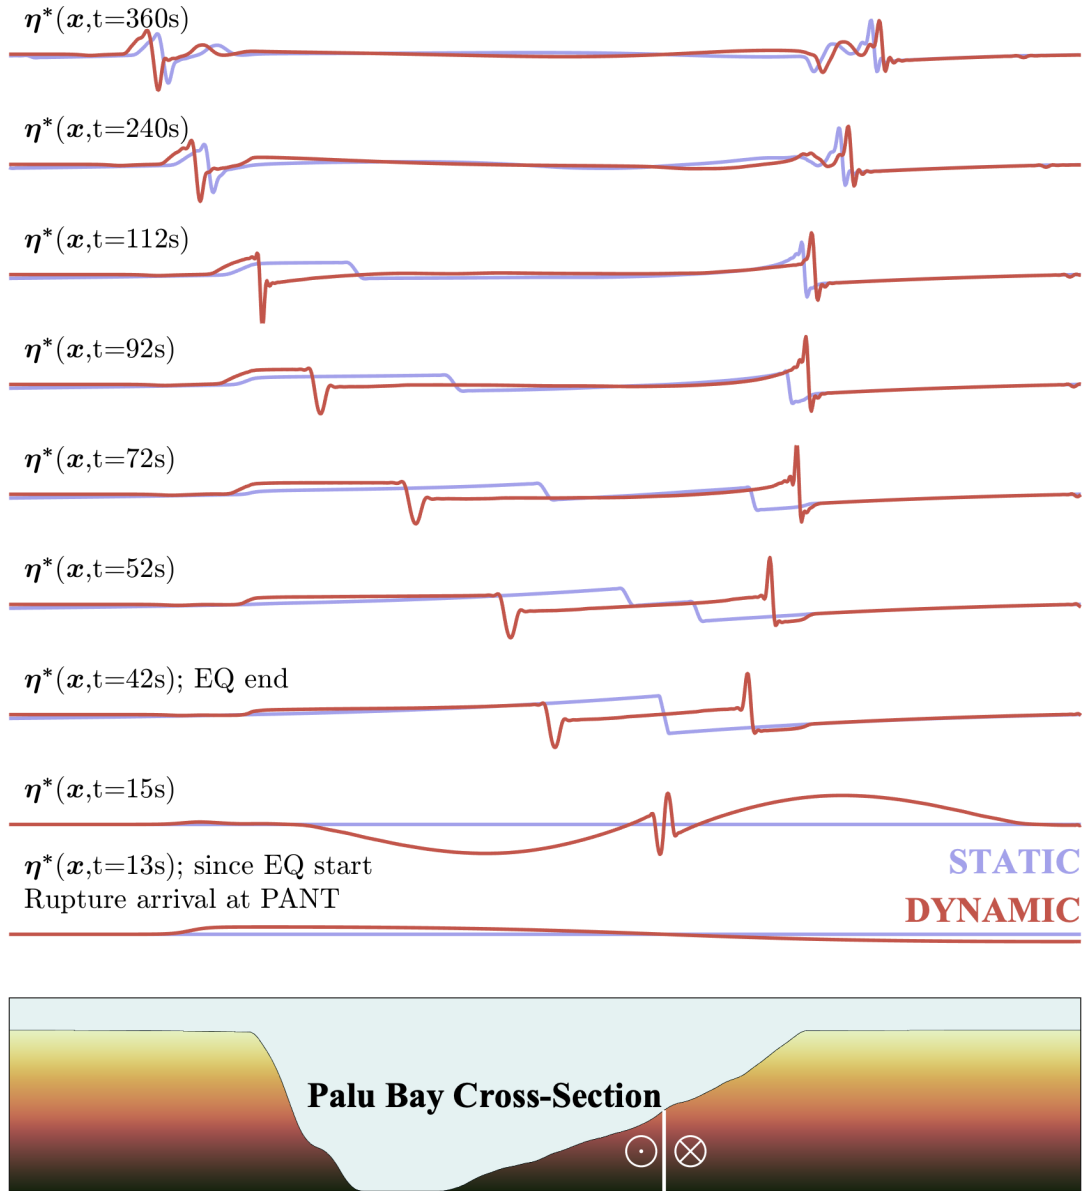 η*(x,t=360s)
η*(x,t=240s)
η*(x,t=112s)
η*(x,t=92s)
η*(x,t=72s)
η*(x,t=52s)
η*(x,t=42s); EQ end
η*(x,t=15s)
η*(x,t=13s); since EQ start
Rupture arrival at PANT
STATIC
DYNAMIC
Palu Bay Cross-Section